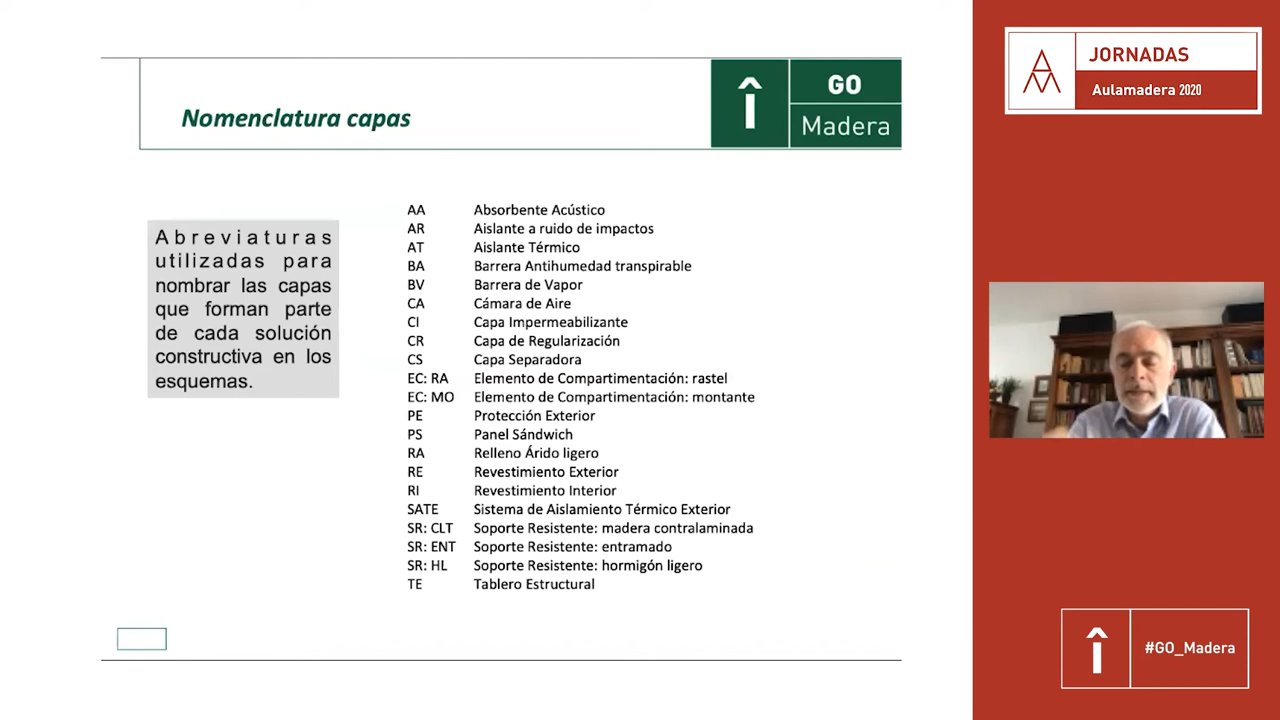 Nomenclatura capas
GO
Madera
JORNADAS
Aulamadera 2020
Abreviaturas
utilizadas para
nombrar las capas
que forman parte
de cada solución
constructiva en los
esquemas.
AA Absorbente Acústico
AR Aislante a ruido de impactos
AT Aislante Térmico
BA Barrera Antihumedad transpirable
BV Barrera de Vapor
CA Cámara de Aire
CI Capa Impermeabilizante
CR Capa de Regularización
CS Capa Separadora
EC: RA Elemento de Compartimentación: rastel
EC: MO Elemento de Compartimentación: montante
PE Protección Exterior
PS Panel Sándwich
RA Relleno Árido ligero
RE Revestimiento Exterior
RI Revestimiento Interior
SATE Sistema de Aislamiento Térmico Exterior
SR: CLT Soporte Resistente: madera contralaminada
SR: ENT Soporte Resistente: entramado
SR: HL Soporte Resistente: hormigón ligero
TE Tablero Estructural
#GO_Madera